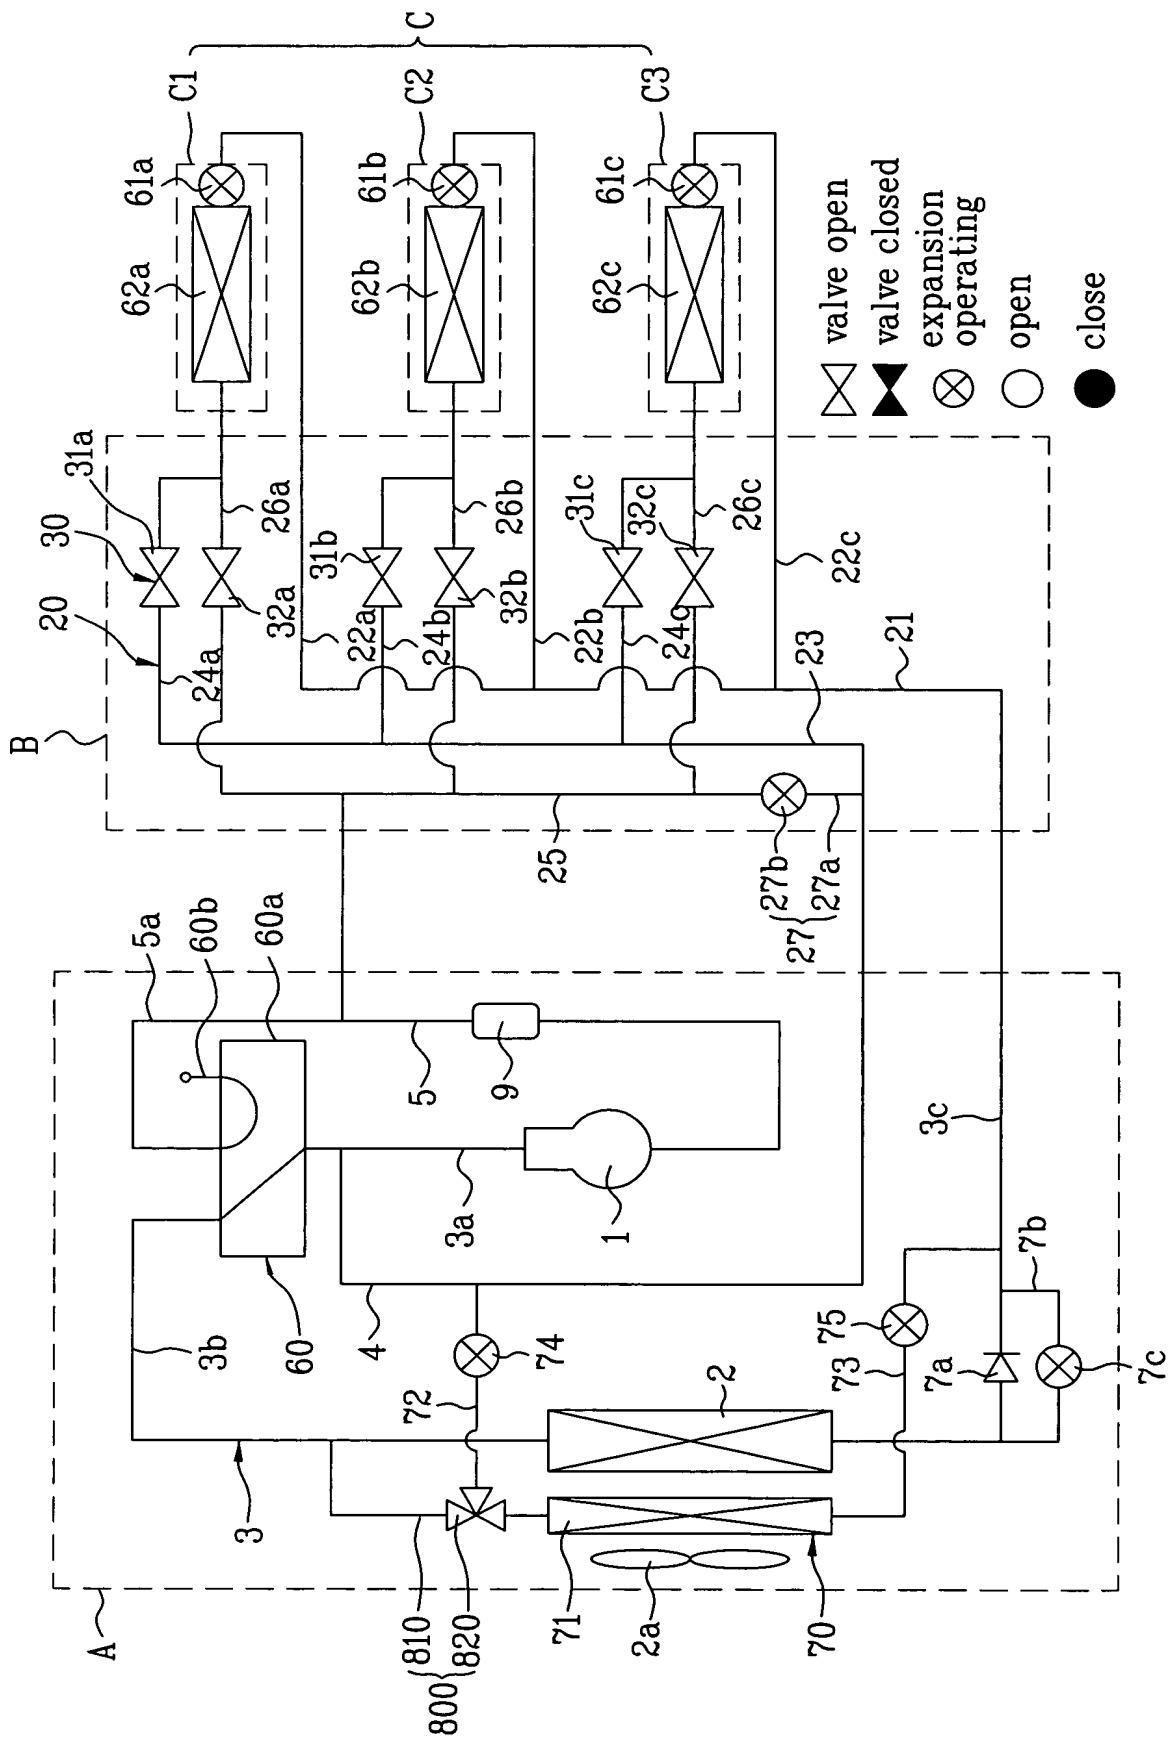 B
20
30
31a
A
5a
62a
61a
C1
3b
60b
24a
3
60a
32a
26a
60
31b
4
22a
62b
61b
810
72
5
C2
C
800
24b
820
3a
9
32b
26b
74
25
71
22b
31c
1
62c
61c
2a
24c
32c
C3
2
26c
27b
27
70
27a
23
valve open
75
73
22c
valve closed
21
3c
7a
expansion
operating
7b
open
close
7c